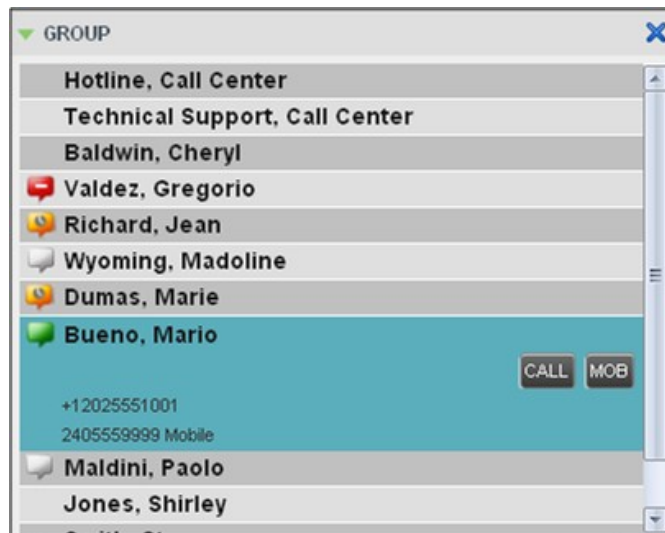 GROUP
Hotline, Call Center
Technical Support, Call Center
Baldwin, Cheryl
Valdez, Gregorio
Richard, Jean
Wyoming, Madoline
Dumas, Marie
Bueno, Mario
CALL MOB
+12025551001
2405559999 Mobile
Maldini, Paolo
Jones, Shirley